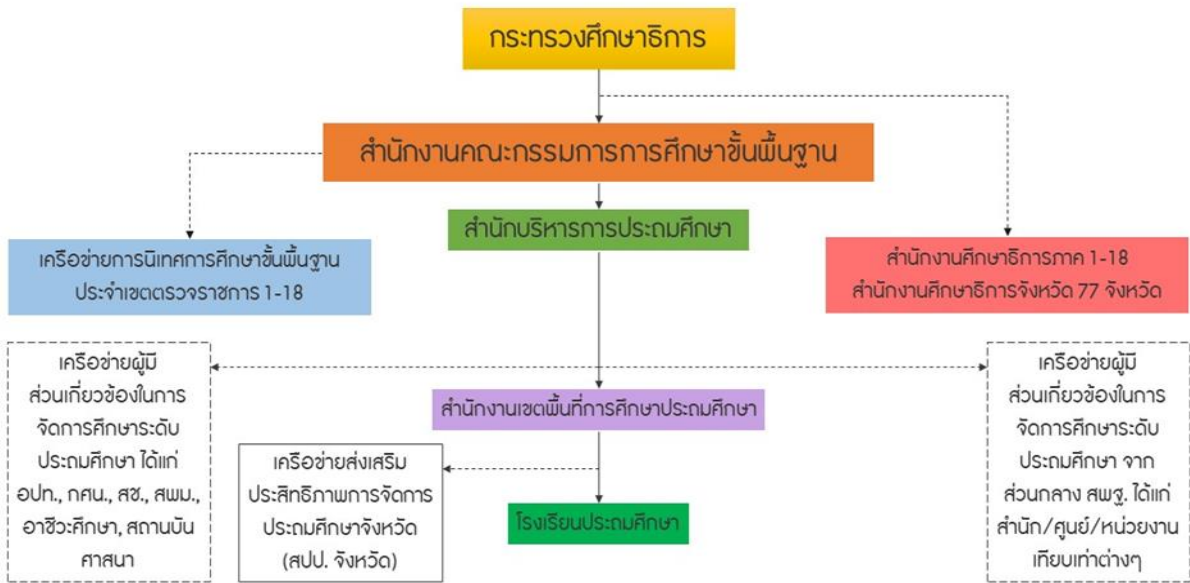 กระทรวงศึกษาธิการ
สำนักงานคณะกรรมการการศึกษาขั้นพื้นฐาน
สำนักบริหารการประถมศึกษา
เครือข่ายการนิเทศการศึกษาขั้นพื้นฐาน
ประจำเขตตรวจราชการ 1-18
สำนักงานศึกษาธิการภาค 1-18
สำนักงานศึกษาธิการจังหวัด 77 จังหวัด
เครือข่ายผู้มี
ส่วนเกี่ยวข้องในการ
จัดการศึกษาระดับ
ประถมศึกษา ได้แก่
อปท., กศน., สช., สพม.,
อาชีวะศึกษา, สถานบัน
ศาสนา
สำนักงานเขตพื้นที่การศึกษาประถมศึกษา
เครือข่ายผู้มี
ส่วนเกี่ยวข้องในการ
จัดการศึกษาระดับ
ประถมศึกษา จาก
ส่วนกลาง สพฐ. ได้แก่
สำนัก/ศูนย์/หน่วยงาน
เทียบเท่าต่างๆ
เครือข่ายส่งเสริม
ประสิทธิภาพการจัดการ
ประถมศึกษาจังหวัด
(สปป. จังหวัด)
โรงเรียนประถมศึกษา